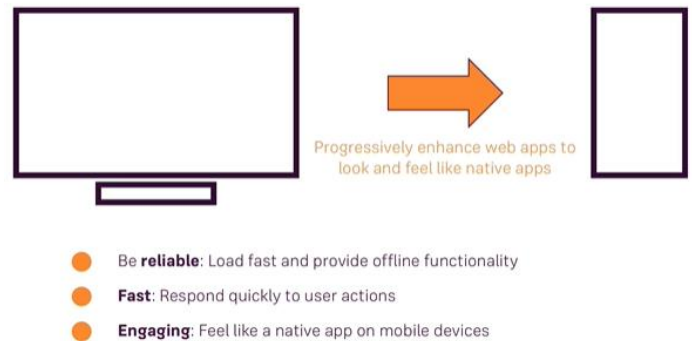 Progressively enhance web apps to
look and feel like native apps
Be reliable: Load fast and provide offline functionality
Fast: Respond quickly to user actions
Engaging: Feel like a native app on mobile devices